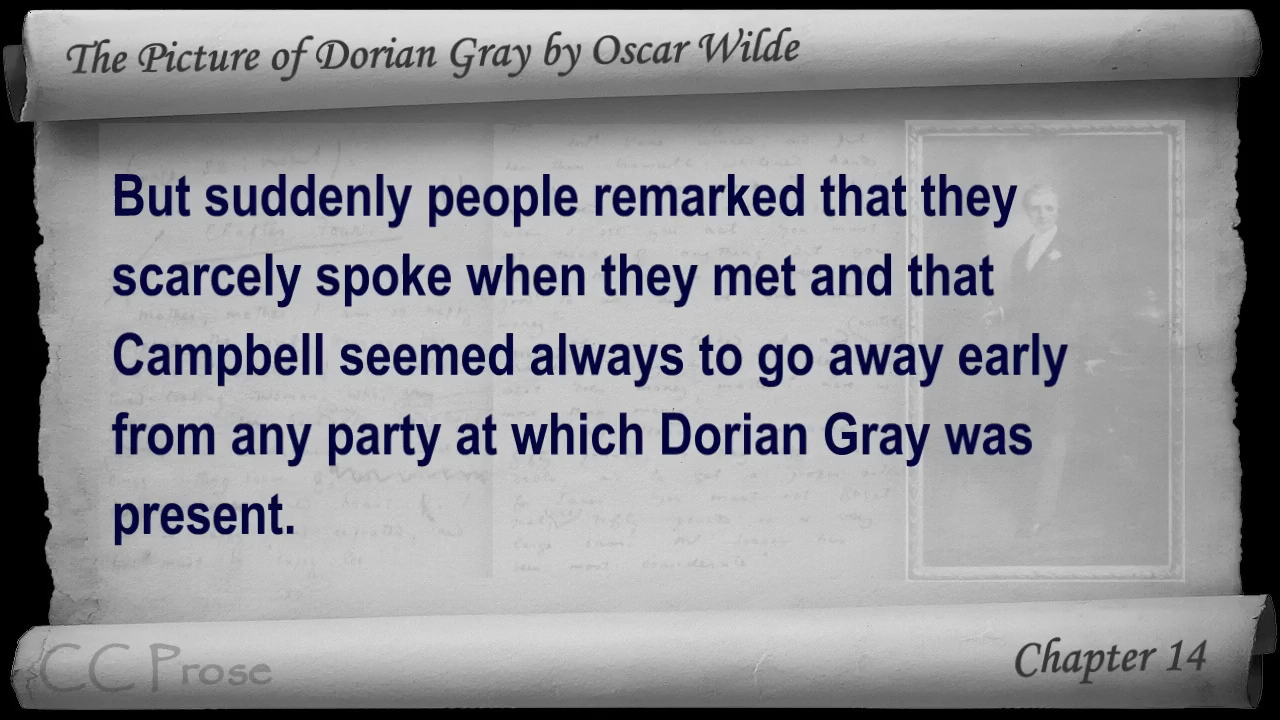 The Picture of Dorian Gray by Oscar Wilde
But suddenly people remarked that they
scarcely spoke when they met and that
Campbell seemed always to go away early
from any party at which Dorian Gray was
present.
CC Prose
Chapter 14